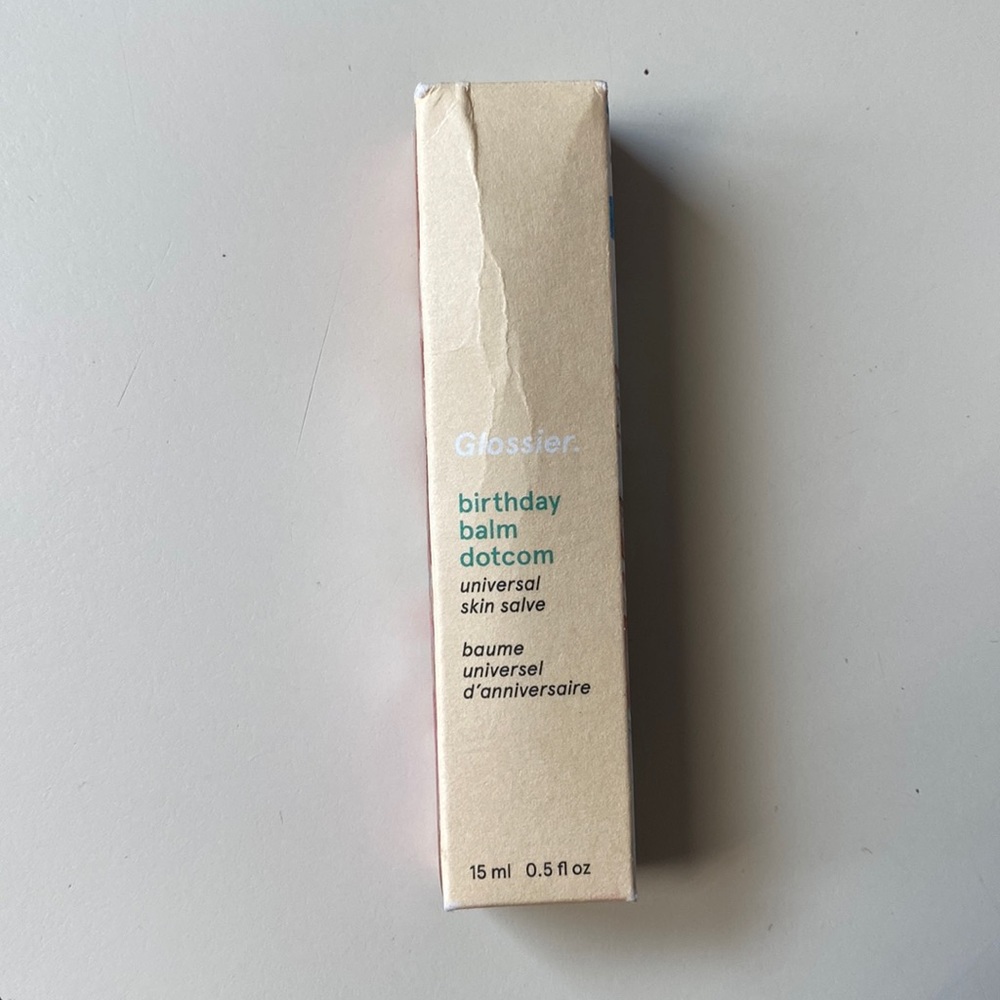 Glossier.
birthday
balm
dotcom
universal
skin salve
baume
universel
d'anniversaire
15 ml 0.5 fl oz